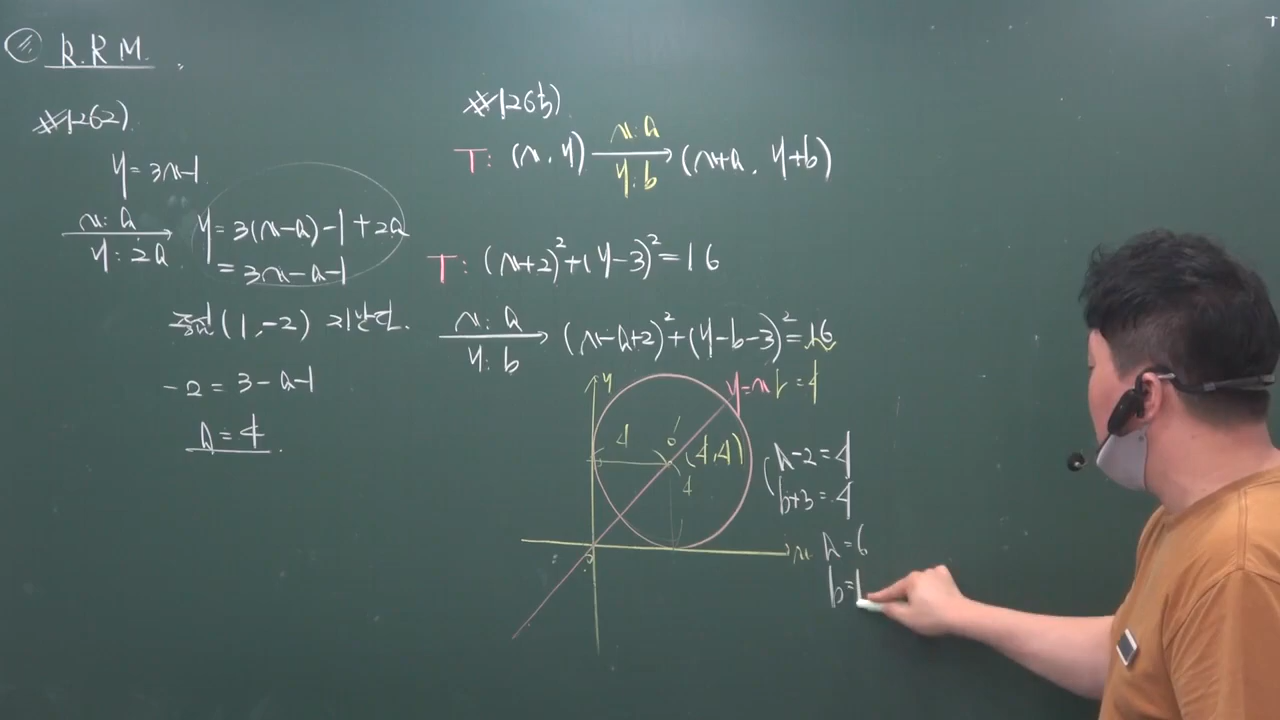 R.P.M.
#1262)
y=3x-1
x: a
y: 2a
y=3(x-a)-1+2a
=3x-a-1
(1,-2) 지난다.
-2=3-a-1
a=4
#1265)
T: (x, y) x: a y: b (x+a, y+b)
T: (x+2)²+(y-3)²=16
x: a
y: b
(x-a+2)²+(y-b-3)²=16
y
y=x
r=4
4
(4,4)
4
0
x
a-2=4
b+3=4
a=6
b=1